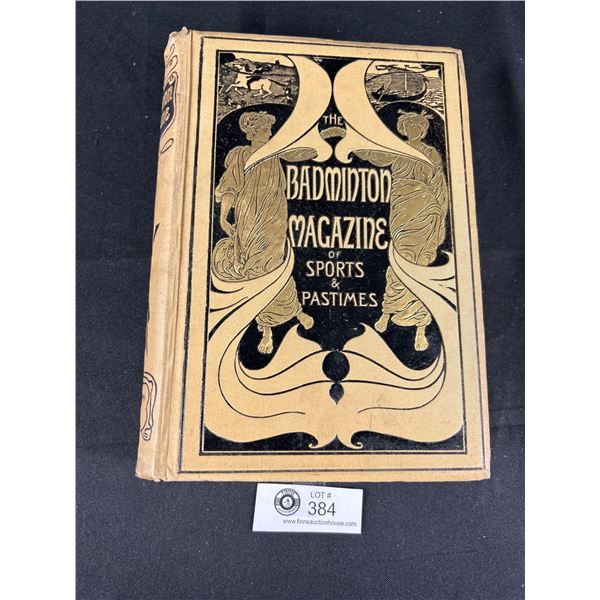 THE
BADMINTON
MAGAZINE
OF
SPORTS
&
PASTIMES
LOT #
384
www.finnsauctionhouse.com